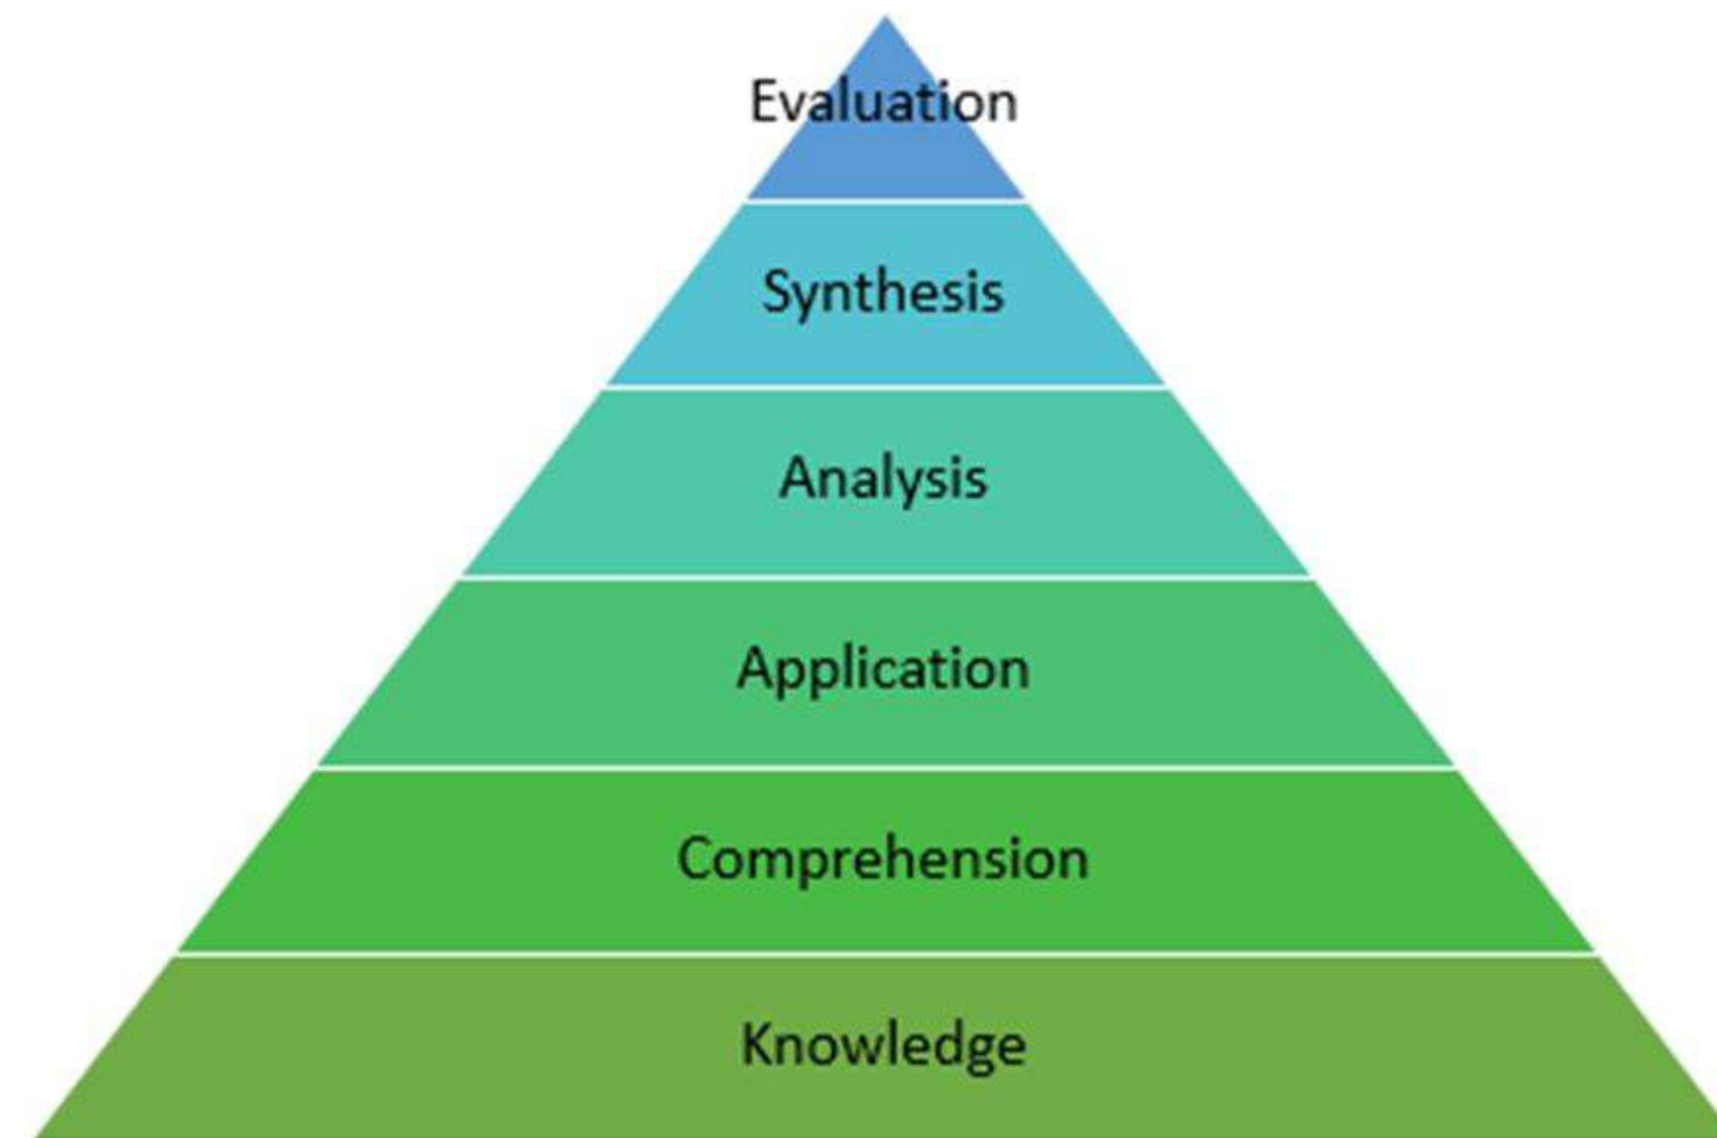 Evaluation
Synthesis
Analysis
Application
Comprehension
Knowledge